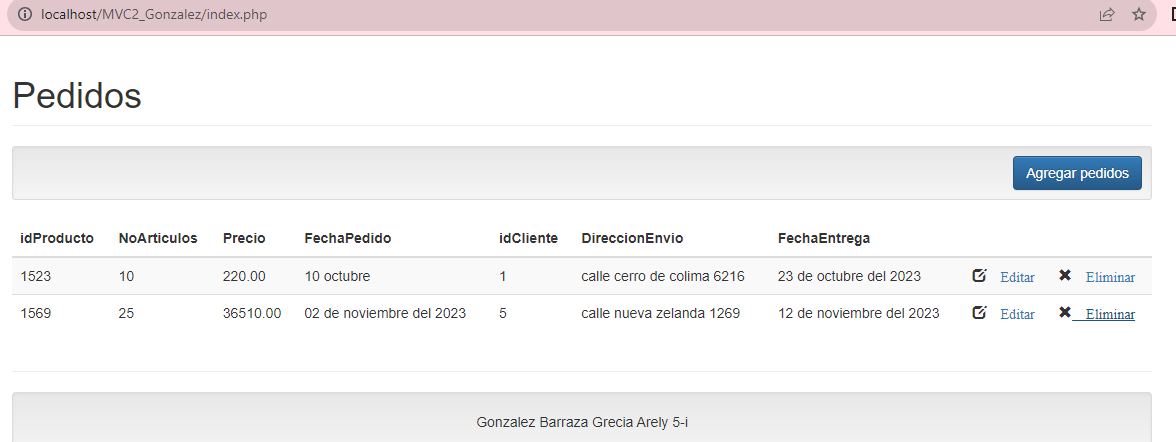 localhost/MVC2_Gonzalez/index.php
Pedidos
Agregar pedidos
idProducto NoArticulos Precio FechaPedido idCliente DireccionEnvio FechaEntrega
1523 10 220.00 10 octubre 1 calle cerro de colima 6216 23 de octubre del 2023 Editar Eliminar
1569 25 36510.00 02 de noviembre del 2023 5 calle nueva zelanda 1269 12 de noviembre del 2023 Editar Eliminar
Gonzalez Barraza Grecia Arely 5-i